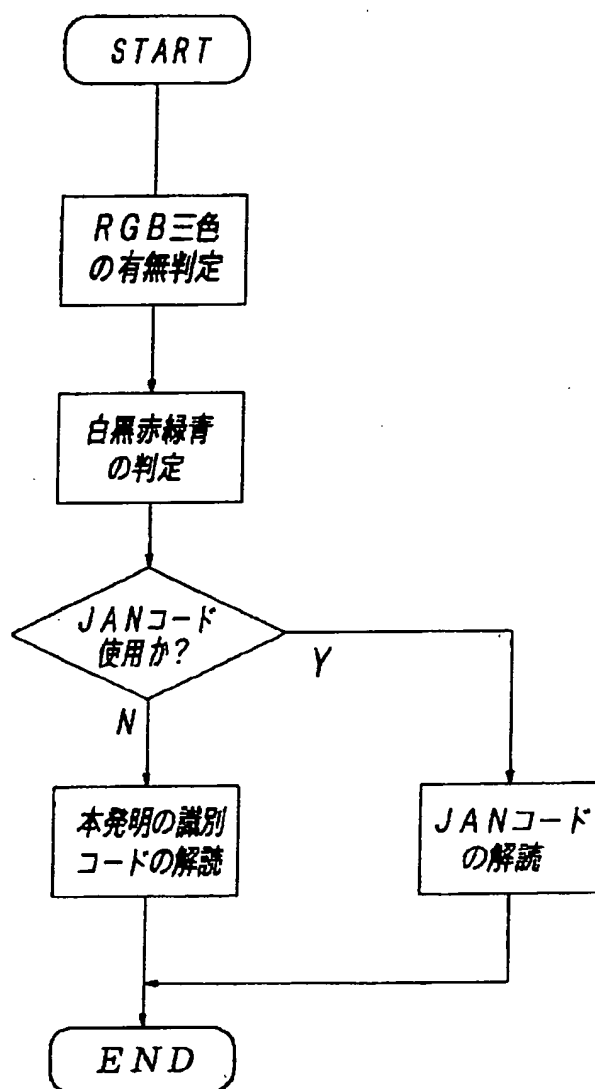 START
RGB三色
の有無判定
白黒赤緑青
の判定
JANコード
使用か?
Y
N
本発明の識別
コードの解読
JANコード
の解読
END